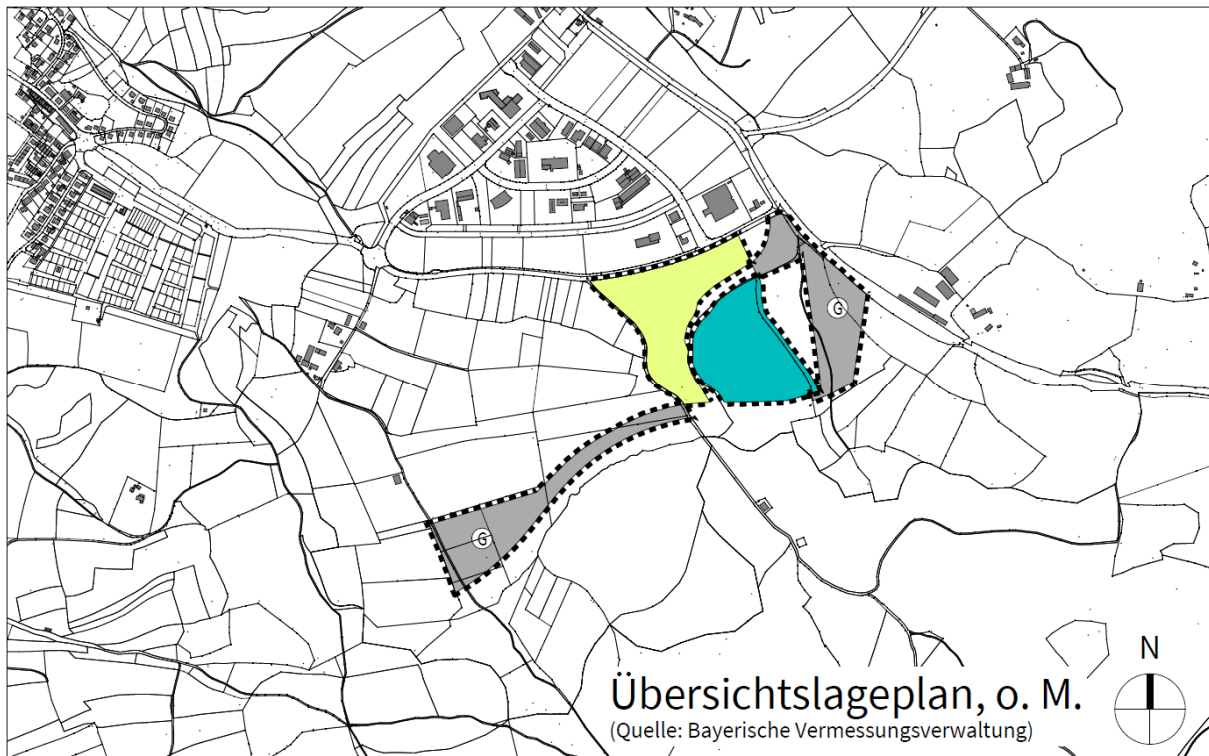 G
G
Übersichtslageplan, o. M.
(Quelle: Bayerische Vermessungsverwaltung)
N